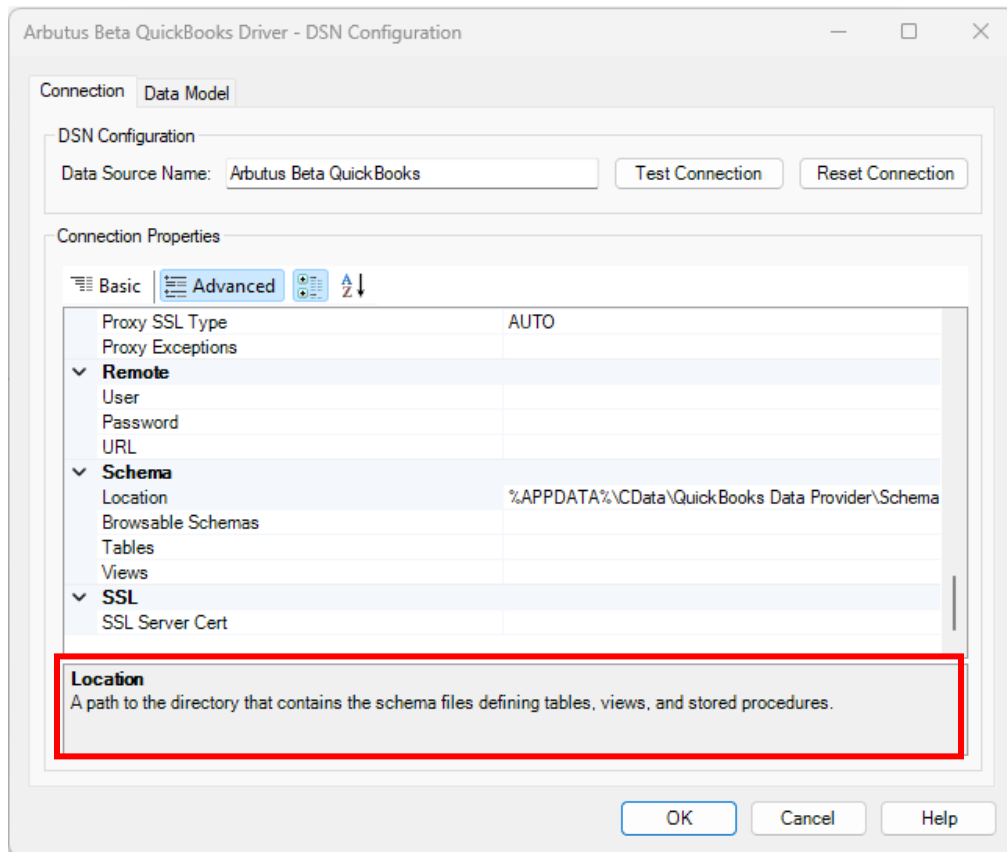 Arbutus Beta QuickBooks Driver - DSN Configuration
Connection
Data Model
DSN Configuration
Data Source Name:
Arbutus Beta QuickBooks
Test Connection
Reset Connection
Connection Properties
Basic
Advanced
A
Z
Proxy SSL Type
AUTO
Proxy Exceptions
Remote
User
Password
URL
Schema
Location
%APPDATA%\CData\QuickBooks Data Provider\Schema
Browsable Schemas
Tables
Views
SSL
SSL Server Cert
Location
A path to the directory that contains the schema files defining tables, views, and stored procedures.
OK
Cancel
Help